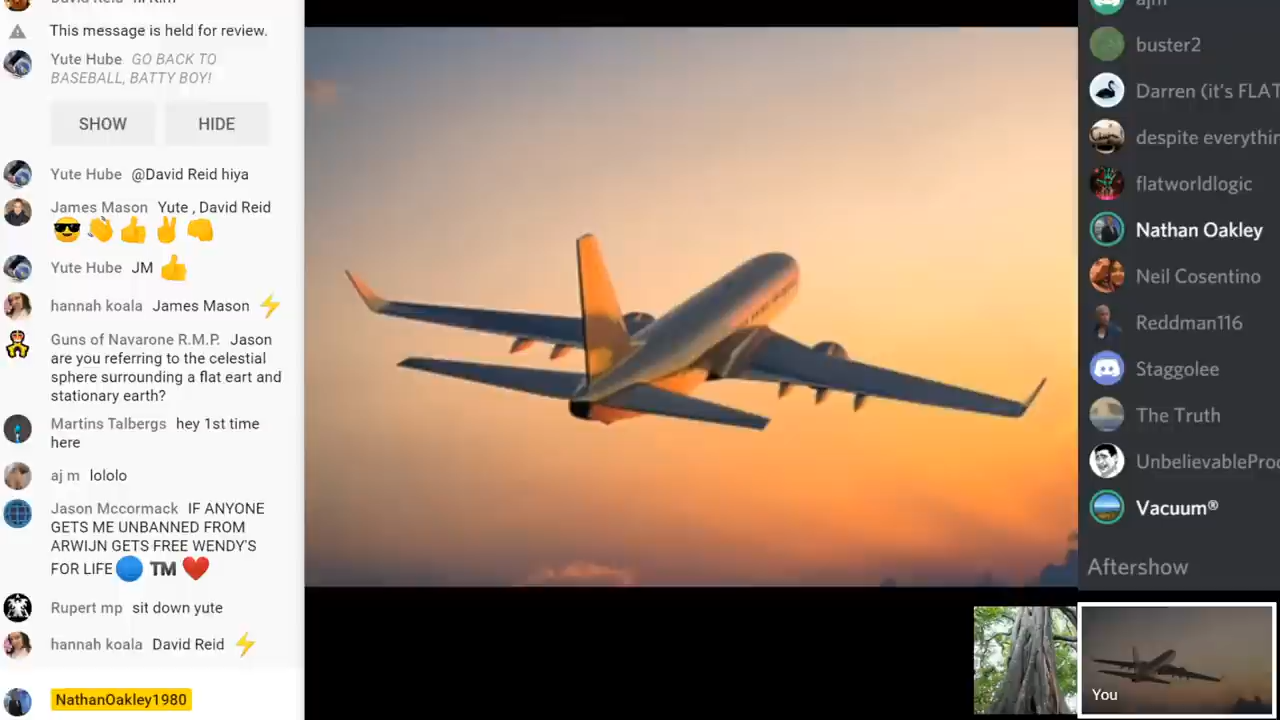 This message is held for review.
Yute Hube GO BACK TO
BASEBALL, BATTY BOY!
SHOW HIDE
Yute Hube @David Reid hiya
James Mason Yute , David Reid
Yute Hube JM
hannah koala James Mason
Guns of Navarone R.M.P. Jason
are you referring to the celestial
sphere surrounding a flat eart and
stationary earth?
Martins Talbergs hey 1st time
here
aj m lololo
Jason Mccormack IF ANYONE
GETS ME UNBANNED FROM
ARWIJN GETS FREE WENDY'S
FOR LIFE TM
Rupert mp sit down yute
hannah koala David Reid
NathanOakley1980
ajm
buster2
Darren (it's FLAT
despite everythin
flatworldlogic
Nathan Oakley
Neil Cosentino
Reddman116
Staggolee
The Truth
UnbelievablePro
Vacuum®
Aftershow
You